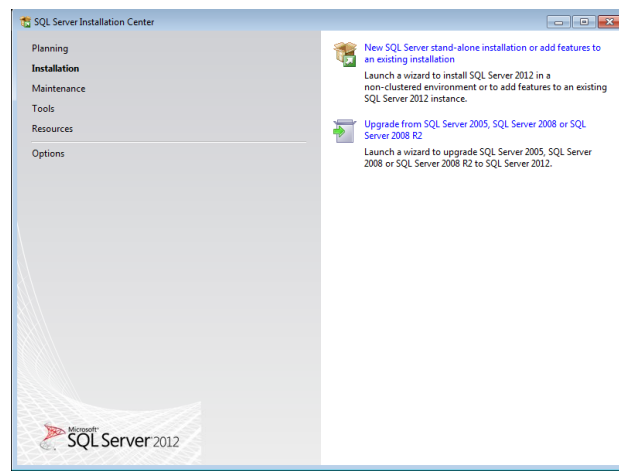 SQL Server Installation Center
Planning
Installation
Maintenance
Tools
Resources
Options
New SQL Server stand-alone installation or add features to
an existing installation
Launch a wizard to install SQL Server 2012 in a
non-clustered environment or to add features to an existing
SQL Server 2012 instance.
Upgrade from SQL Server 2005, SQL Server 2008 or SQL
Server 2008 R2
Launch a wizard to upgrade SQL Server 2005, SQL Server
2008 or SQL Server 2008 R2 to SQL Server 2012.
Microsoft
SQL Server 2012